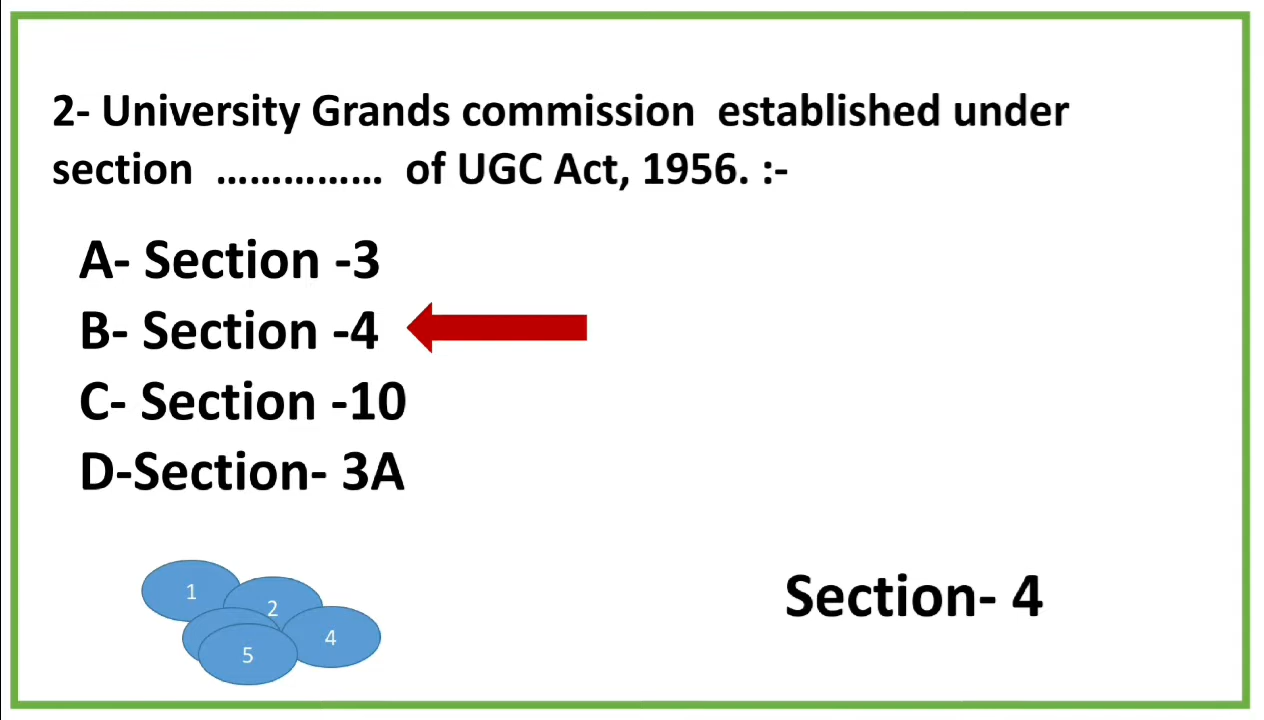 2- University Grands commission established under
section …………… of UGC Act, 1956. :-
A- Section -3
B- Section -4
C- Section -10
D-Section- 3A
1
2
4
5
Section- 4